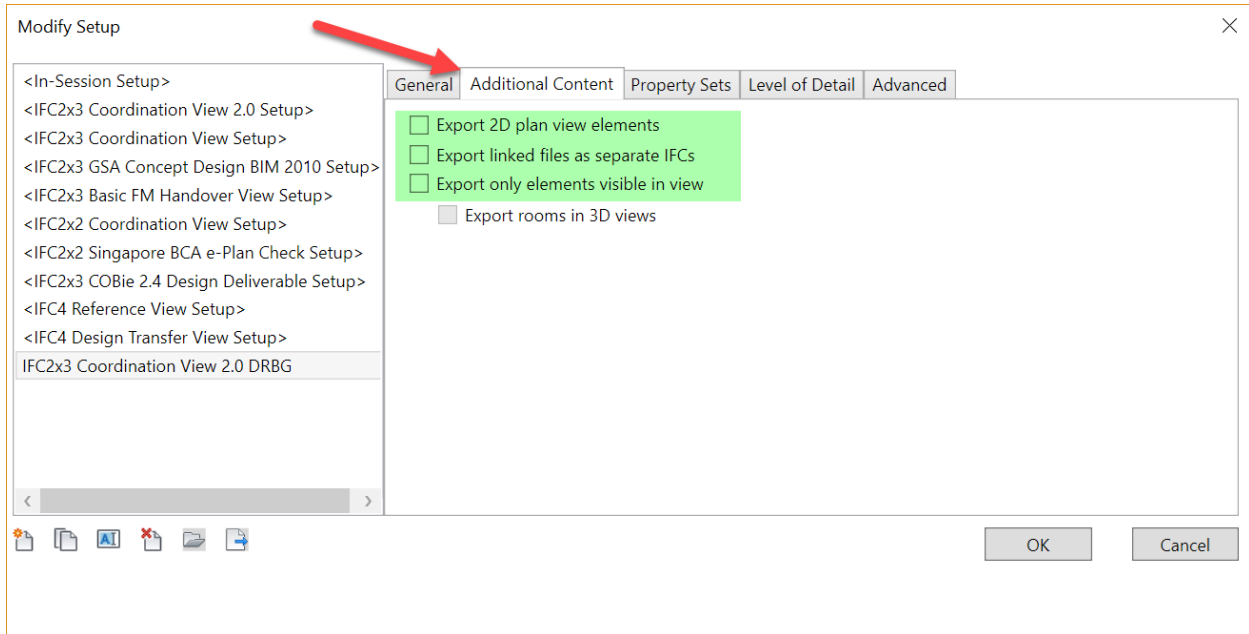 Modify Setup
<In-Session Setup>
<IFC2x3 Coordination View 2.0 Setup>
<IFC2x3 Coordination View Setup>
<IFC2x3 GSA Concept Design BIM 2010 Setup>
<IFC2x3 Basic FM Handover View Setup>
<IFC2x2 Coordination View Setup>
<IFC2x2 Singapore BCA e-Plan Check Setup>
<IFC2x3 COBie 2.4 Design Deliverable Setup>
<IFC4 Reference View Setup>
<IFC4 Design Transfer View Setup>
IFC2x3 Coordination View 2.0 DRBG
General Additional Content Property Sets Level of Detail Advanced
Export 2D plan view elements
Export linked files as separate IFCs
Export only elements visible in view
Export rooms in 3D views
AI
OK Cancel